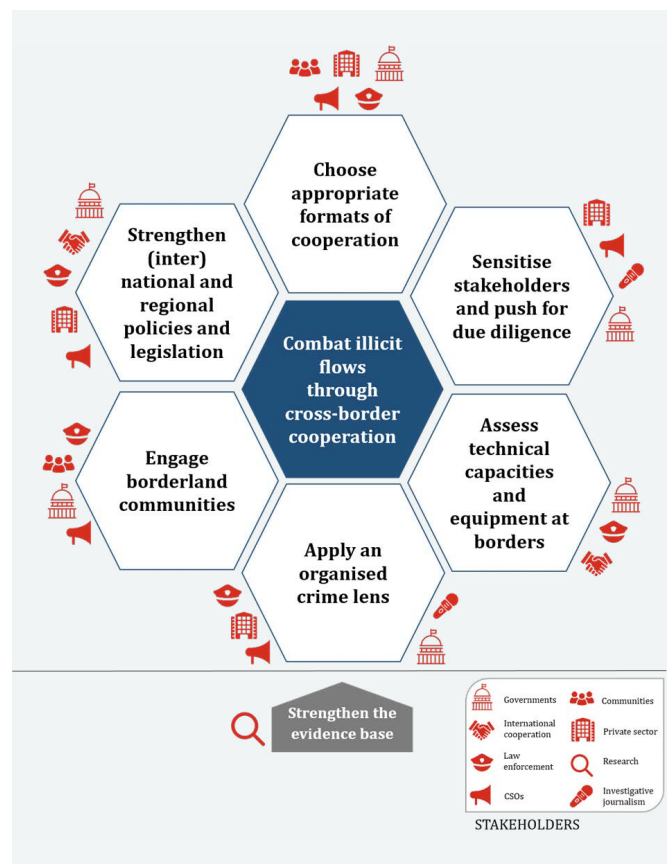 Choose
appropriate
formats of
cooperation
Strengthen
(inter)
national and
regional
policies and
legislation
Sensitise
stakeholders
and push for
due diligence
Combat illicit
flows
through
cross-border
cooperation
Engage
borderland
communities
Assess
technical
capacities
and
equipment at
borders
Apply an
organised
crime lens
Strengthen the
evidence base
Governments
Communities
International
cooperation
Private sector
Law
enforcement
Research
CSOs
Investigative
journalism
STAKEHOLDERS